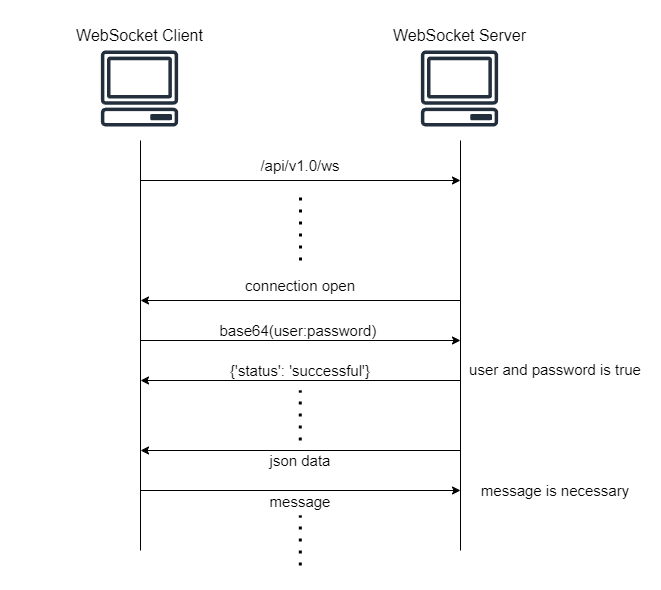 WebSocket Client
WebSocket Server
/api/v1.0/ws
connection open
base64(user:password)
{'status': 'successful'}
user and password is true
json data
message is necessary
message